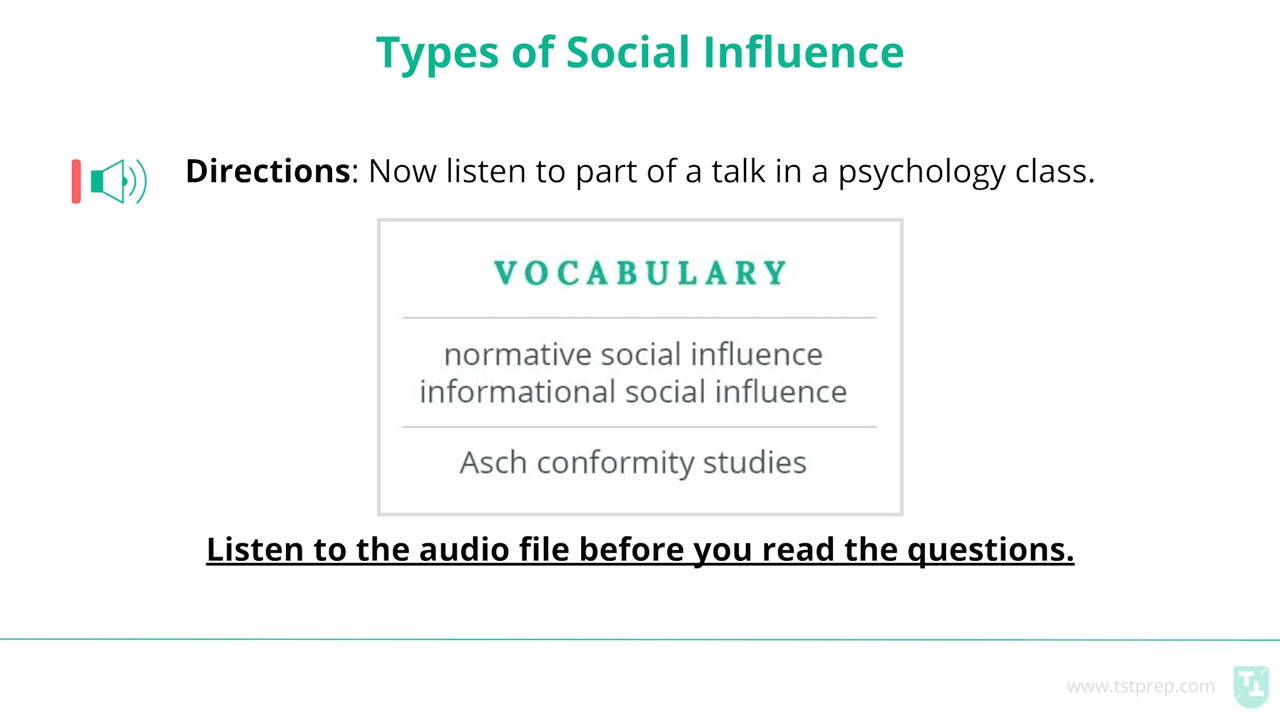 Types of Social Influence
Directions: Now listen to part of a talk in a psychology class.
VOCABULARY
normative social influence
informational social influence
Asch conformity studies
Listen to the audio file before you read the questions.
www.tstprep.com